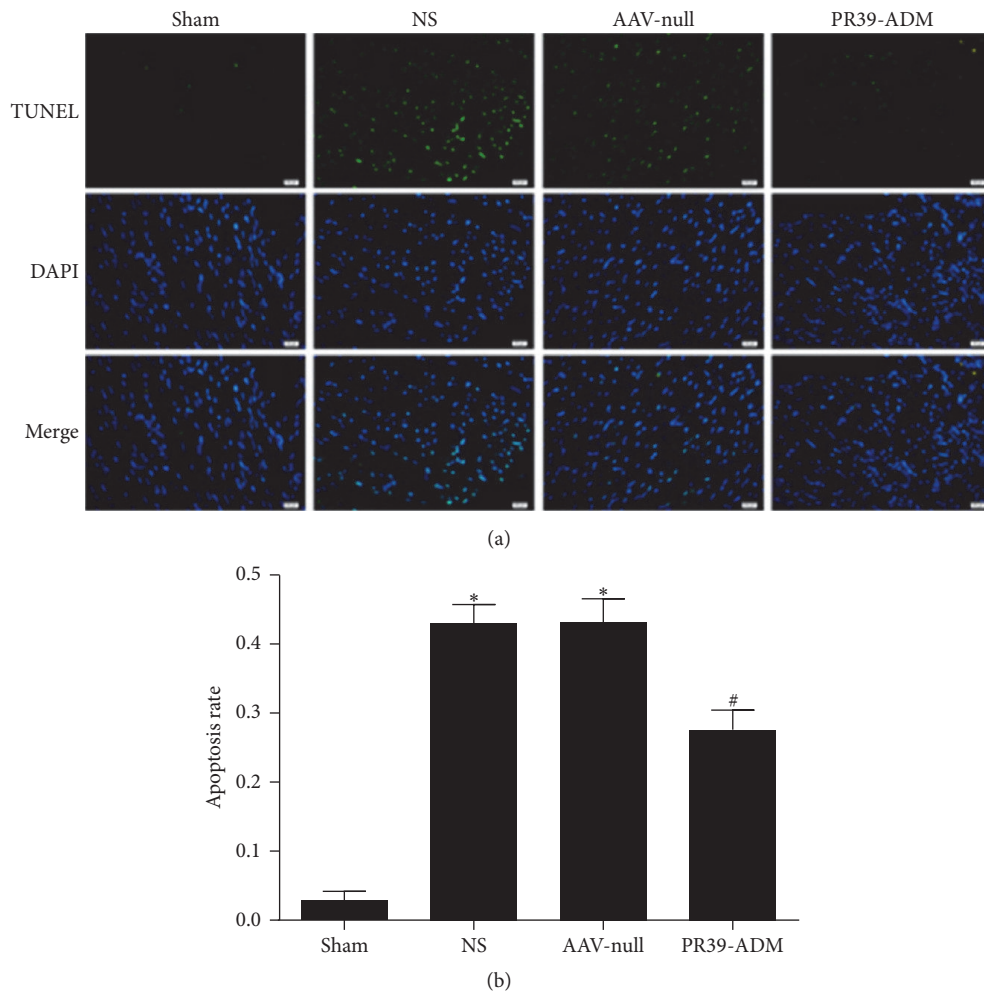 Sham NS AAV-null PR39-ADM
TUNEL
DAPI
Merge
(a)
0.5
0.4
0.3
0.2
0.1
0.0
Apoptosis rate
* * #
Sham NS AAV-null PR39-ADM
(b)